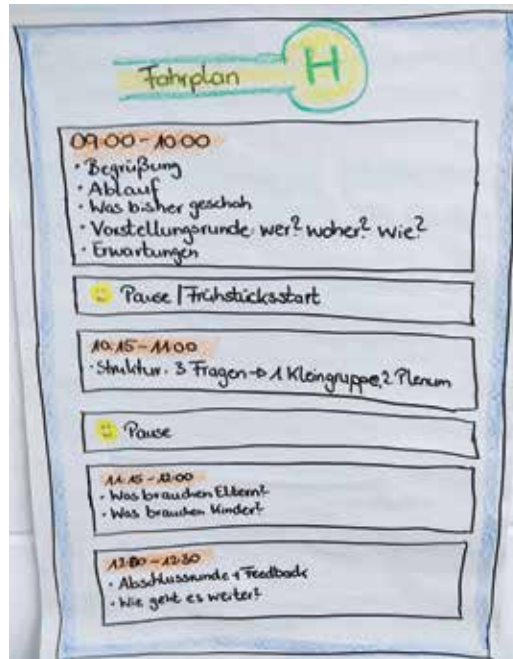 Fahrplan H
09:00 - 10:00
· Begrüßung
· Ablauf
· Was bisher geschah
· Vorstellungsrunde: wer? woher? wie?
· Erwartungen
Pause | Frühstücksstart
10:15 - 11:00
· Struktur: 3 Fragen → 1 Kleingruppe, 2 Plenum
Pause
11:15 - 12:00
· Was brauchen Eltern?
· Was brauchen Kinder?
12:00 - 12:30
· Abschlussrunde + Feedback
· Wie geht es weiter?